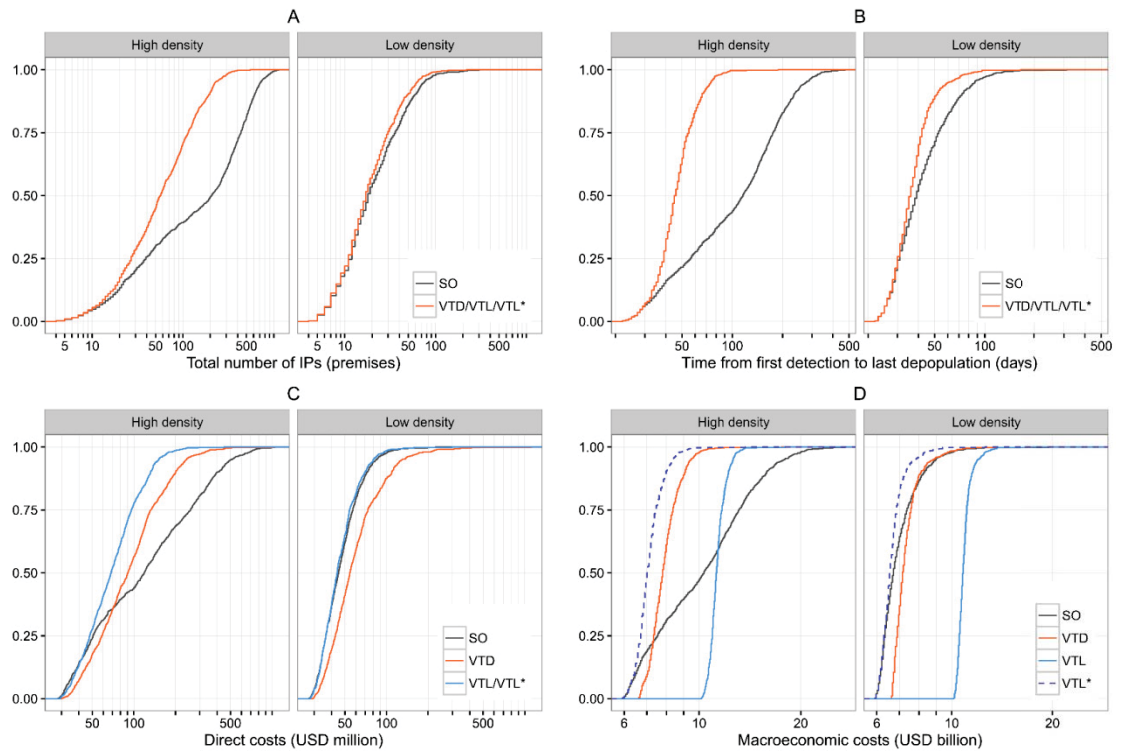 A
High density
Low density
1.00
0.75
0.50
0.25
0.00
5 10 50 100 500
5 10 50 100 500
SO
VTD/VTL/VTL*
Total number of IPs (premises)
B
High density
Low density
1.00
0.75
0.50
0.25
0.00
50 100 500
50 100 500
SO
VTD/VTL/VTL*
Time from first detection to last depopulation (days)
C
High density
Low density
1.00
0.75
0.50
0.25
0.00
50 100 500
50 100 500
SO
VTD
VTL/VTL*
Direct costs (USD million)
D
High density
Low density
1.00
0.75
0.50
0.25
0.00
6 10 20
6 10 20
SO
VTD
VTL
VTL*
Macroeconomic costs (USD billion)